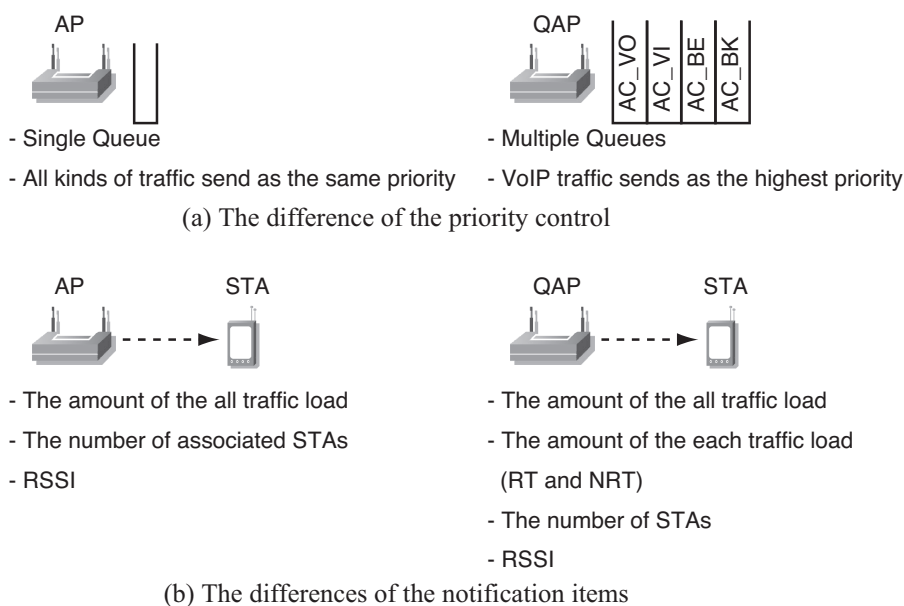 AP
- Single Queue
- All kinds of traffic send as the same priority
QAP
AC_VO
AC_VI
AC_BE
AC_BK
- Multiple Queues
- VoIP traffic sends as the highest priority
(a) The difference of the priority control
AP
STA
- The amount of the all traffic load
- The number of associated STAs
- RSSI
QAP
STA
- The amount of the all traffic load
- The amount of the each traffic load
(RT and NRT)
- The number of STAs
- RSSI
(b) The differences of the notification items